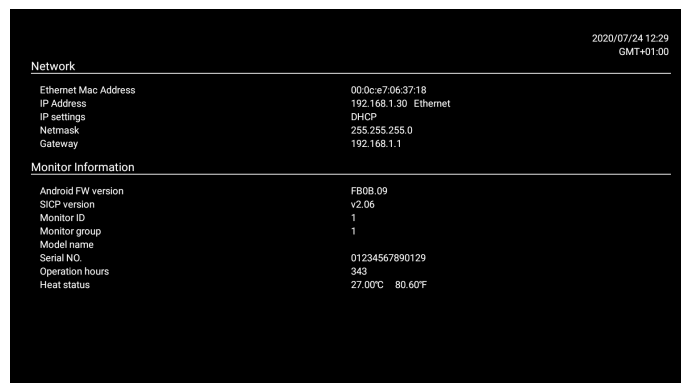 2020/07/24 12:29
GMT+01:00
Network
Ethernet Mac Address 00:0c:e7:06:37:18
IP Address 192.168.1.30 Ethernet
IP settings DHCP
Netmask 255.255.255.0
Gateway 192.168.1.1
Monitor Information
Android FW version FB0B.09
SICP version v2.06
Monitor ID 1
Monitor group 1
Model name
Serial NO. 01234567890129
Operation hours 343
Heat status 27.00℃ 80.60℉